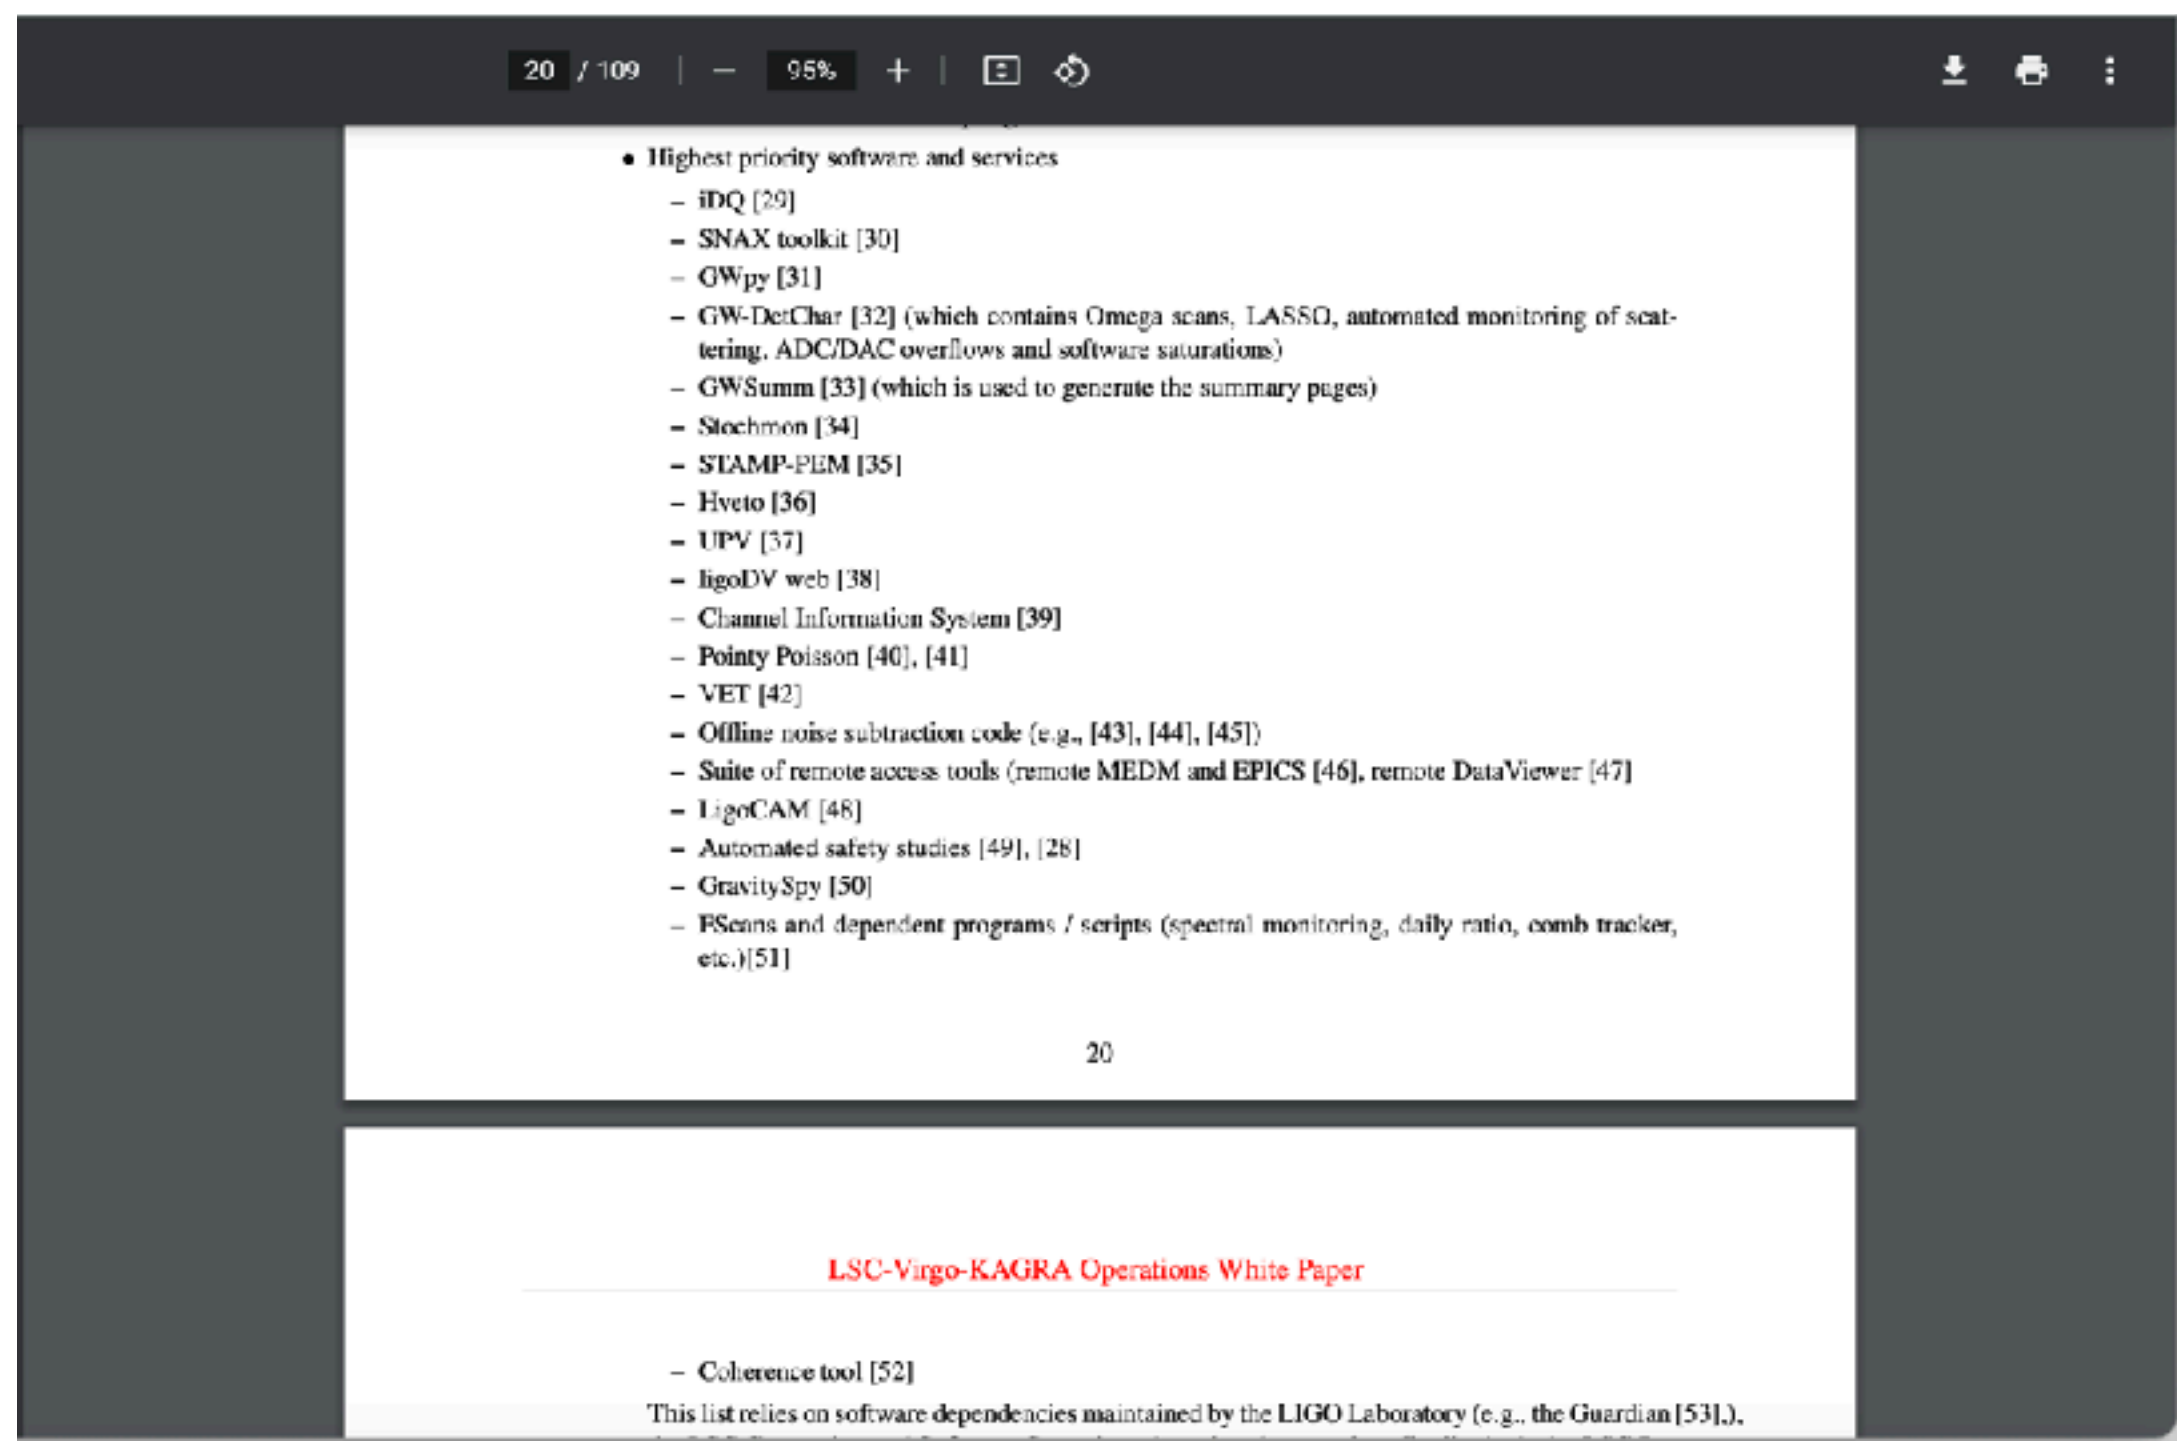 20 / 109 | − 95% + |
• Highest priority software and services
– iDQ [29]
– SNAX toolkit [30]
– GWpy [31]
– GW-DetChar [32] (which contains Omega scans, LASSO, automated monitoring of scat-
tering, ADC/DAC overflows and software saturations)
– GWSumm [33] (which is used to generate the summary pages)
– Stochmon [34]
– STAMP-PEM [35]
– Hveto [36]
– UPV [37]
– ligoDV web [38]
– Channel Information System [39]
– Pointy Poisson [40], [41]
– VET [42]
– Offline noise subtraction code (e.g., [43], [44], [45])
– Suite of remote access tools (remote MEDM and EPICS [46], remote DataViewer [47]
– LigoCAM [48]
– Automated safety studies [49], [28]
– GravitySpy [50]
– FScans and dependent programs / scripts (spectral monitoring, daily ratio, comb tracker,
etc.)[51]
20
LSC-Virgo-KAGRA Operations White Paper
– Coherence tool [52]
This list relies on software dependencies maintained by the LIGO Laboratory (e.g., the Guardian [53],),